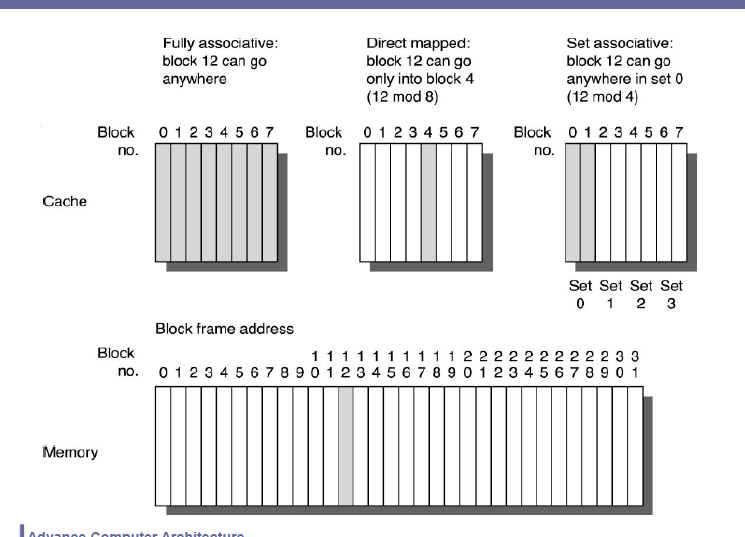 Fully associative:
block 12 can go
anywhere
Direct mapped:
block 12 can go
only into block 4
(12 mod 8)
Set associative:
block 12 can go
anywhere in set 0
(12 mod 4)
Block
no.
0 1 2 3 4 5 6 7
Block
no.
0 1 2 3 4 5 6 7
Block
no.
0 1 2 3 4 5 6 7
Cache
Set Set Set Set
0 1 2 3
Block frame address
Block
no.
1 1 1 1 1 1 1 1 1 1 2 2 2 2 2 2 2 2 2 2 3 3
0 1 2 3 4 5 6 7 8 9 0 1 2 3 4 5 6 7 8 9 0 1 2 3 4 5 6 7 8 9 0 1
Memory
Advance Computer Architecture